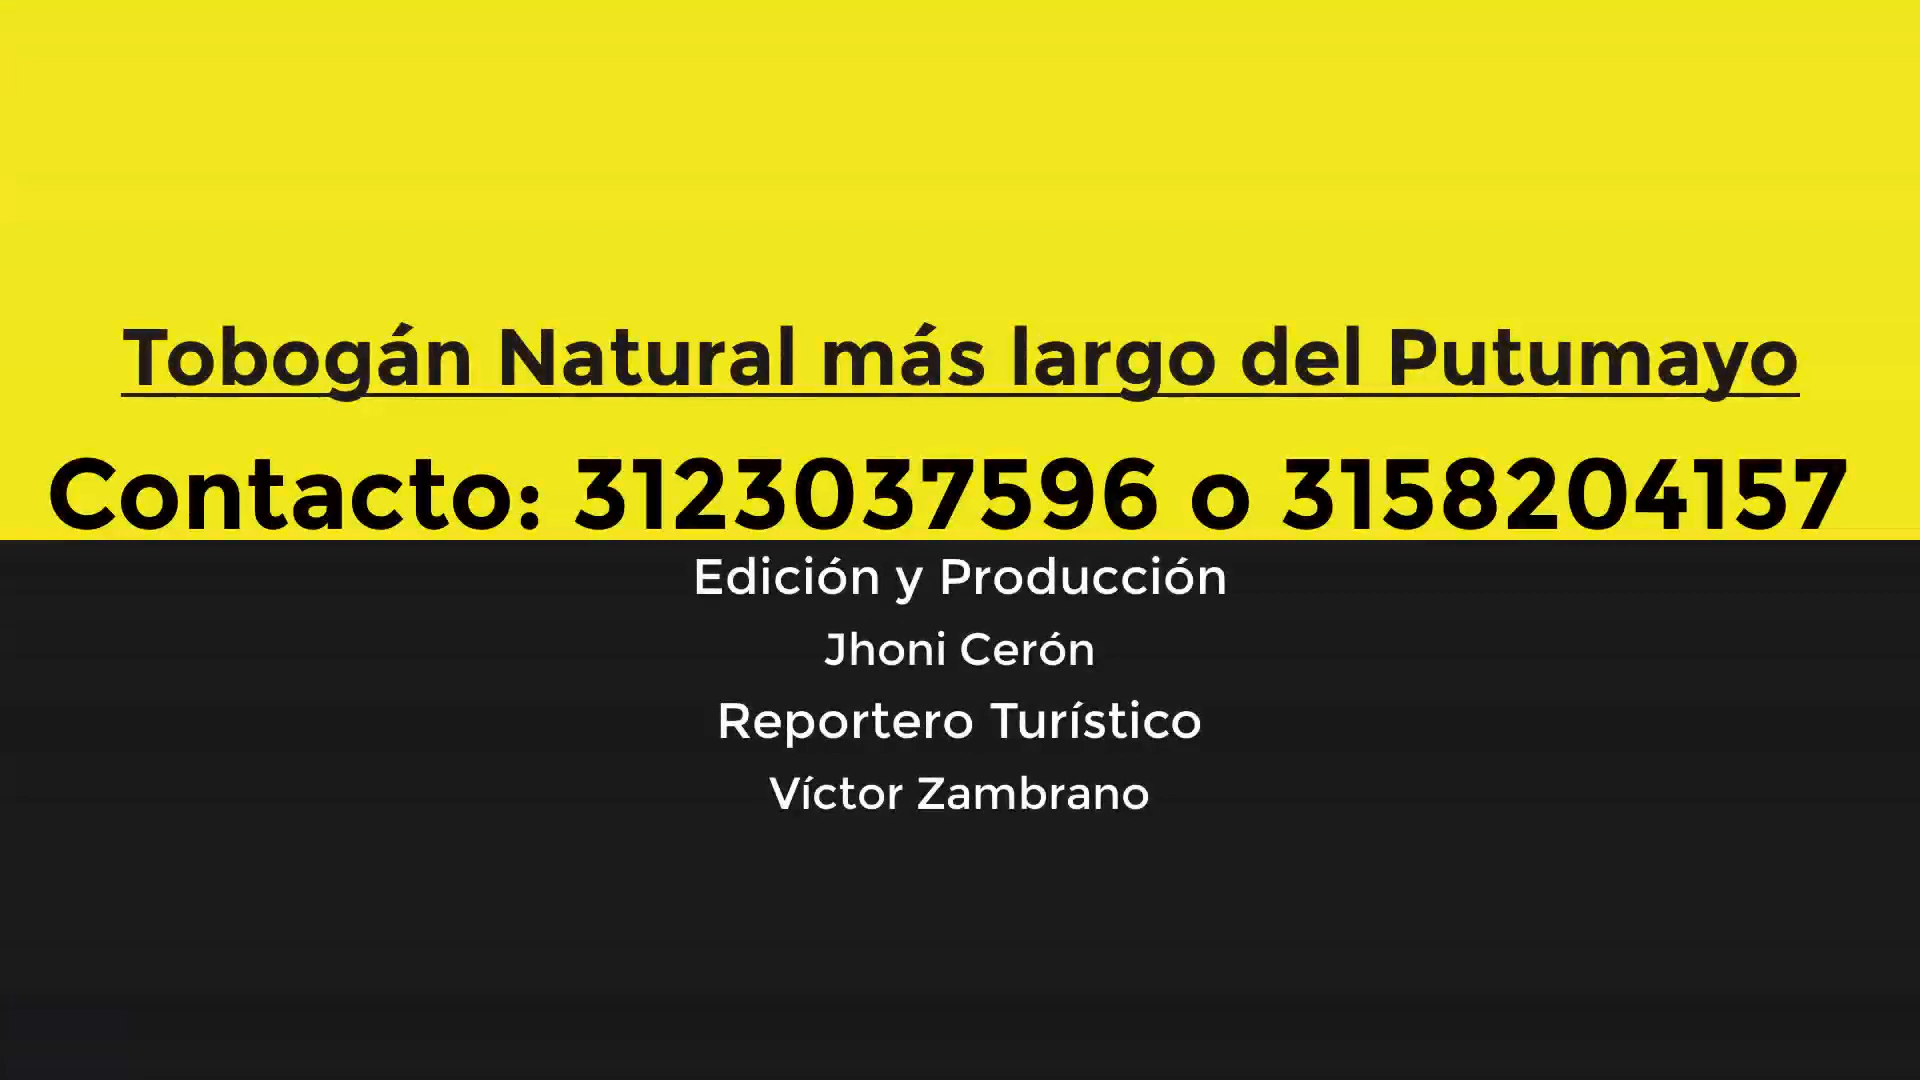 Tobogán Natural más largo del Putumayo
Contacto: 3123037596 o 3158204157
Edición y Producción
Jhoni Cerón
Reportero Turístico
Víctor Zambrano